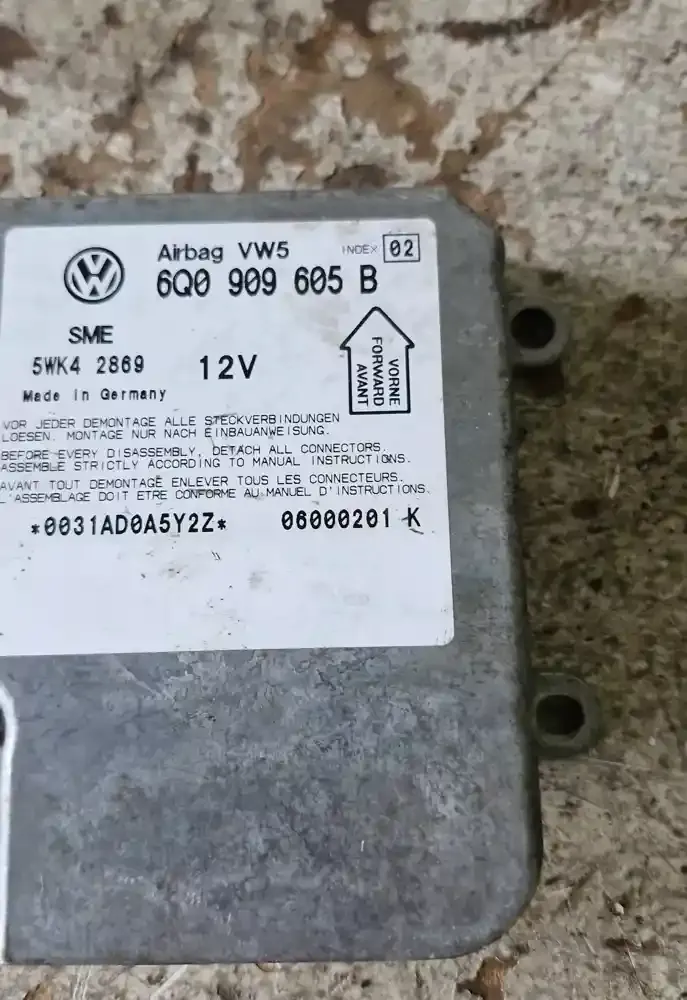 Airbag VW5 INDEX 02
6Q0 909 605 B
SME
5WK4 2869 12V
VORNE
FORWARD
AVANT
Made in Germany
VOR JEDER DEMONTAGE ALLE STECKVERBINDUNGEN
LOESEN. MONTAGE NUR NACH EINBAUANWEISUNG.
BEFORE EVERY DISASSEMBLY, DETACH ALL CONNECTORS.
ASSEMBLE STRICTLY ACCORDING TO MANUAL INSTRUCTIONS.
AVANT TOUT DEMONTAGE ENLEVER TOUS LES CONNECTEURS.
L'ASSEMBLAGE DOIT ETRE CONFORME AU MANUEL D'INSTRUCTIONS.
*0031AD0A5Y2Z* 06000201 K